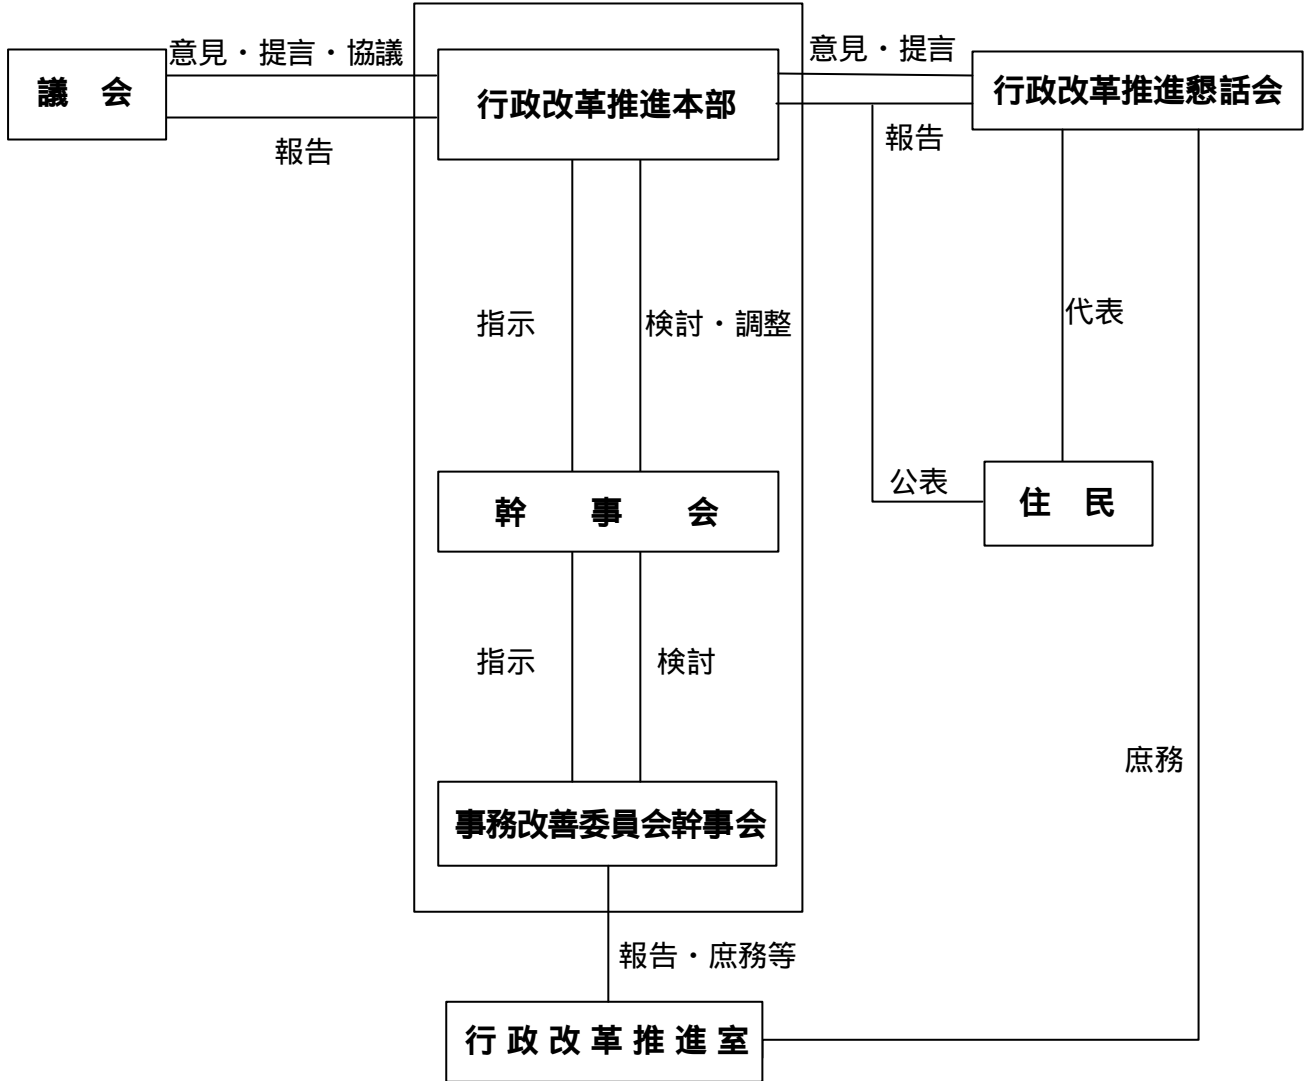 意見・提言・協議
意見・提言
議　会
行政改革推進本部
行政改革推進懇話会
報告
報告
指示
検討・調整
代表
幹　事　会
公表
住　民
指示
検討
庶務
事務改善委員会幹事会
報告・庶務等
行政改革推進室